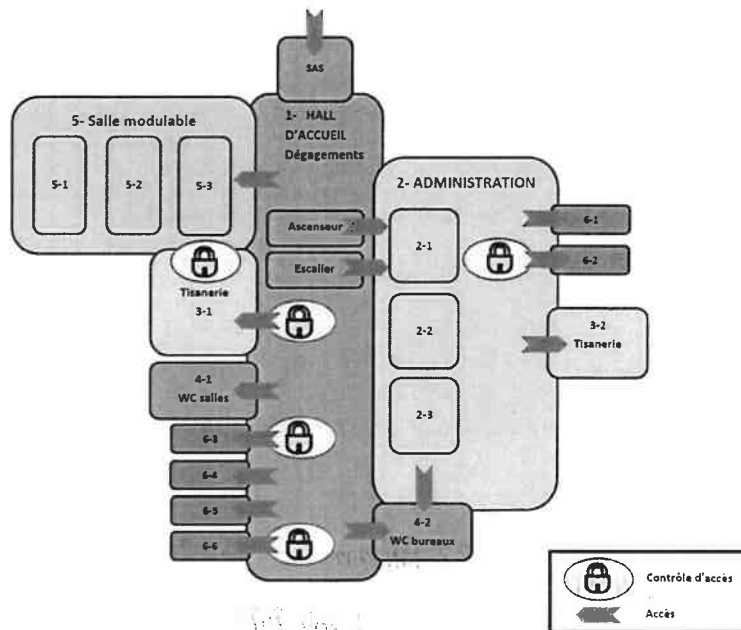 SAS
1- HALL
D'ACCUEIL
Dégagements
5- Salle modulable
5-1
5-2
5-3
2- ADMINISTRATION
Ascenseur
Escalier
2-1
2-2
2-3
6-1
6-2
Tisanerie
3-1
3-2
Tisanerie
4-1
WC salles
6-3
6-4
6-5
6-6
4-2
WC bureaux
Contrôle d'accès
Accès